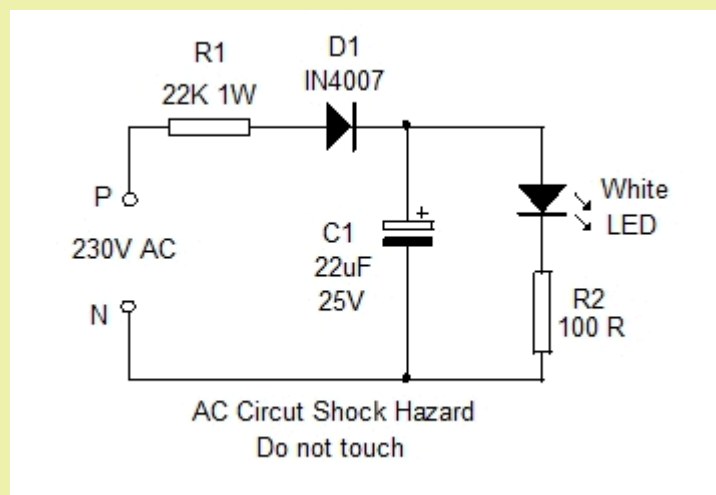 R1
22K 1W
D1
IN4007
P
230V AC
N
C1
+
22uF
25V
White
LED
R2
100 R
AC Circut Shock Hazard
Do not touch